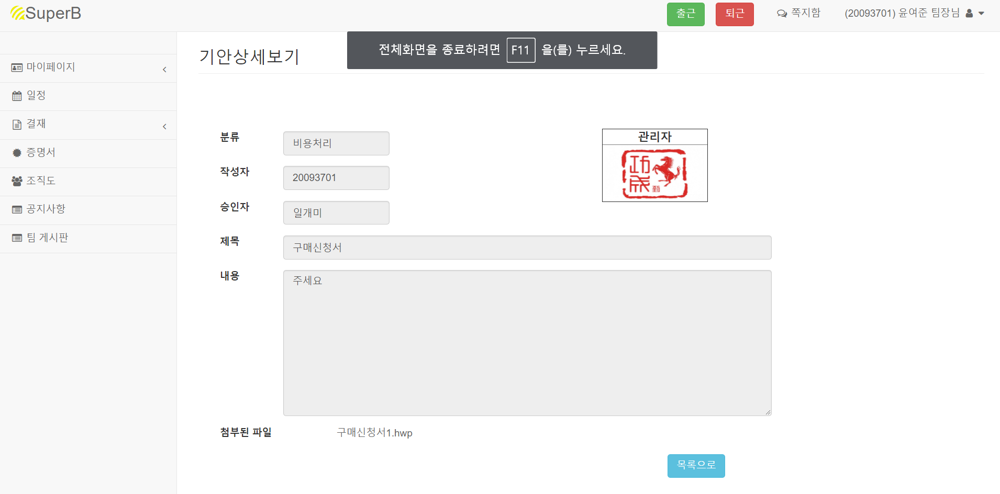 SuperB
출근 퇴근 쪽지함 (20093701) 윤여준 팀장님
전체화면을 종료하려면 F11 을(를) 누르세요.
마이페이지
일정
결재
증명서
조직도
공지사항
팀 게시판
기안상세보기
분류 비용처리
작성자 20093701
승인자 일개미
관리자
功成
到
제목 구매신청서
내용 주세요
첨부된 파일 구매신청서1.hwp
목록으로